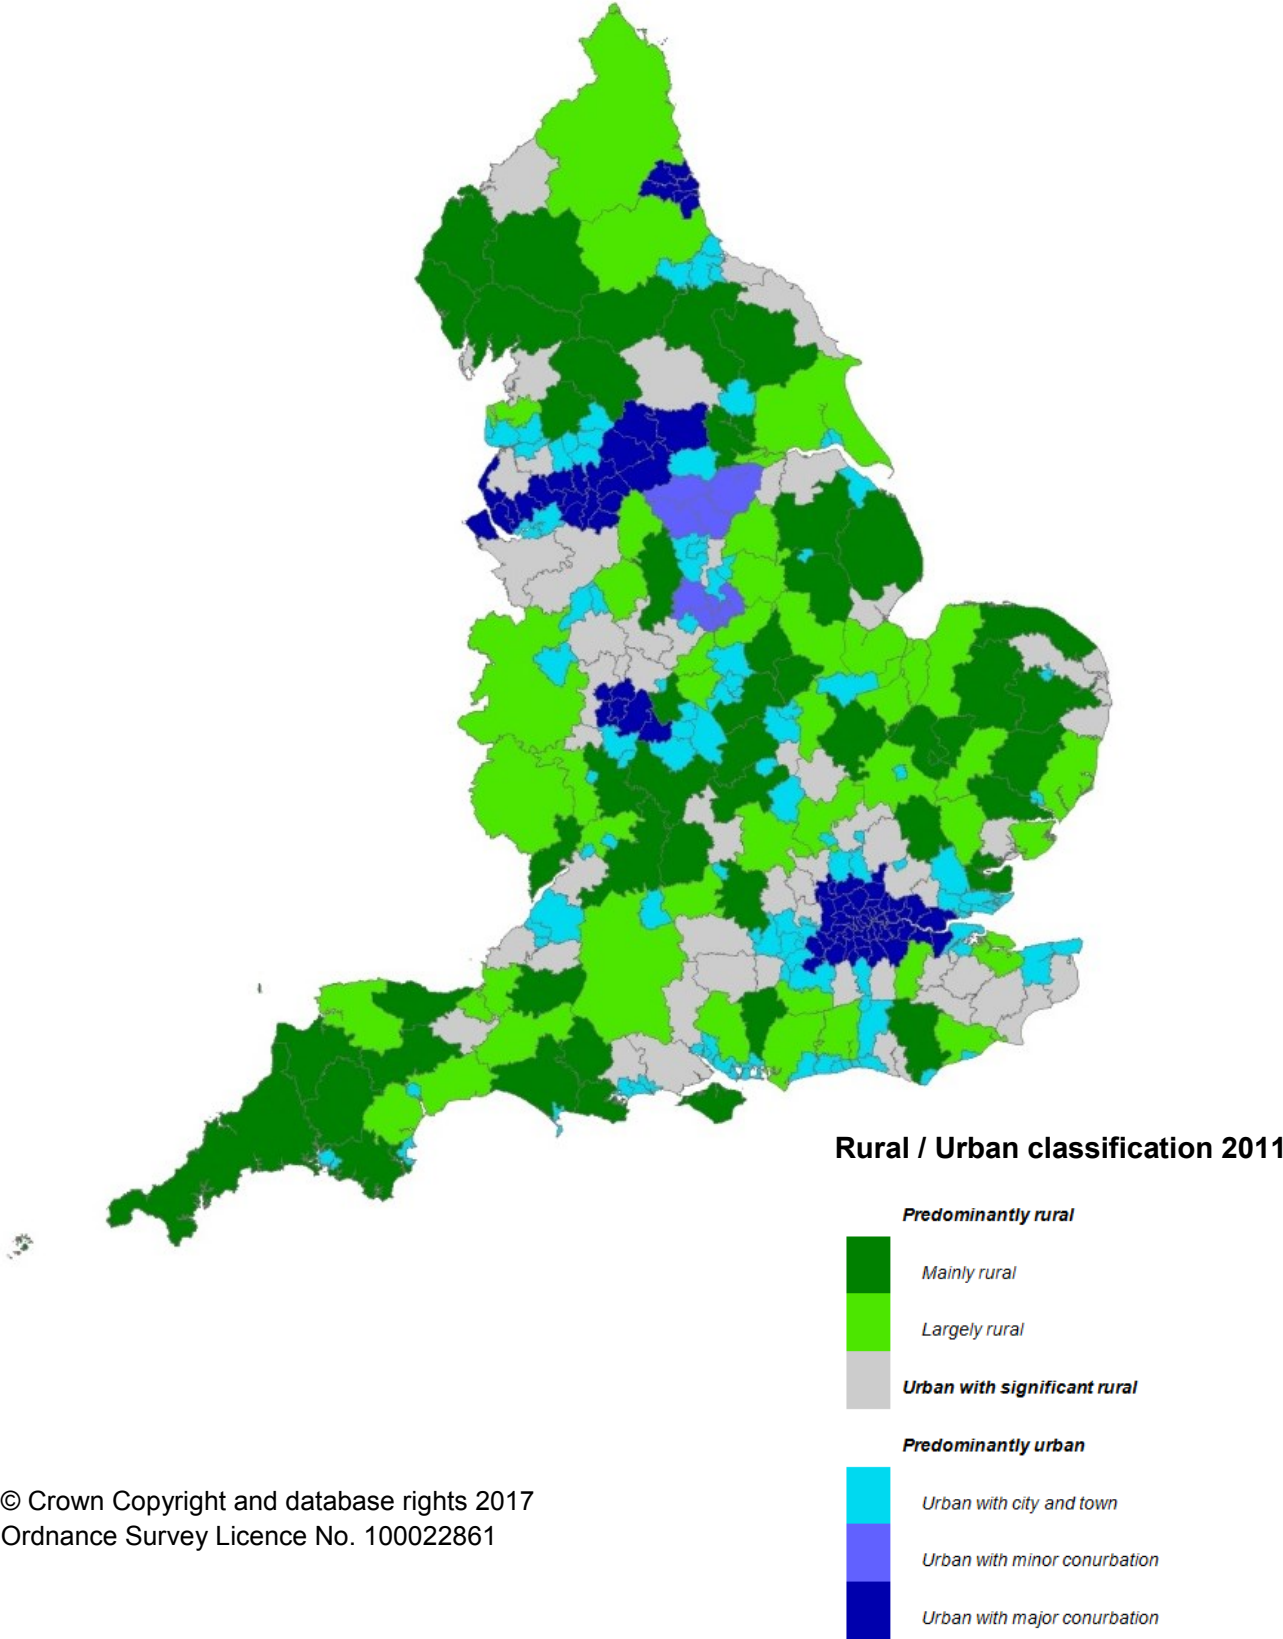 Rural / Urban classification 2011
Predominantly rural
Mainly rural
Largely rural
Urban with significant rural
Predominantly urban
Urban with city and town
Urban with minor conurbation
Urban with major conurbation
© Crown Copyright and database rights 2017
Ordnance Survey Licence No. 100022861